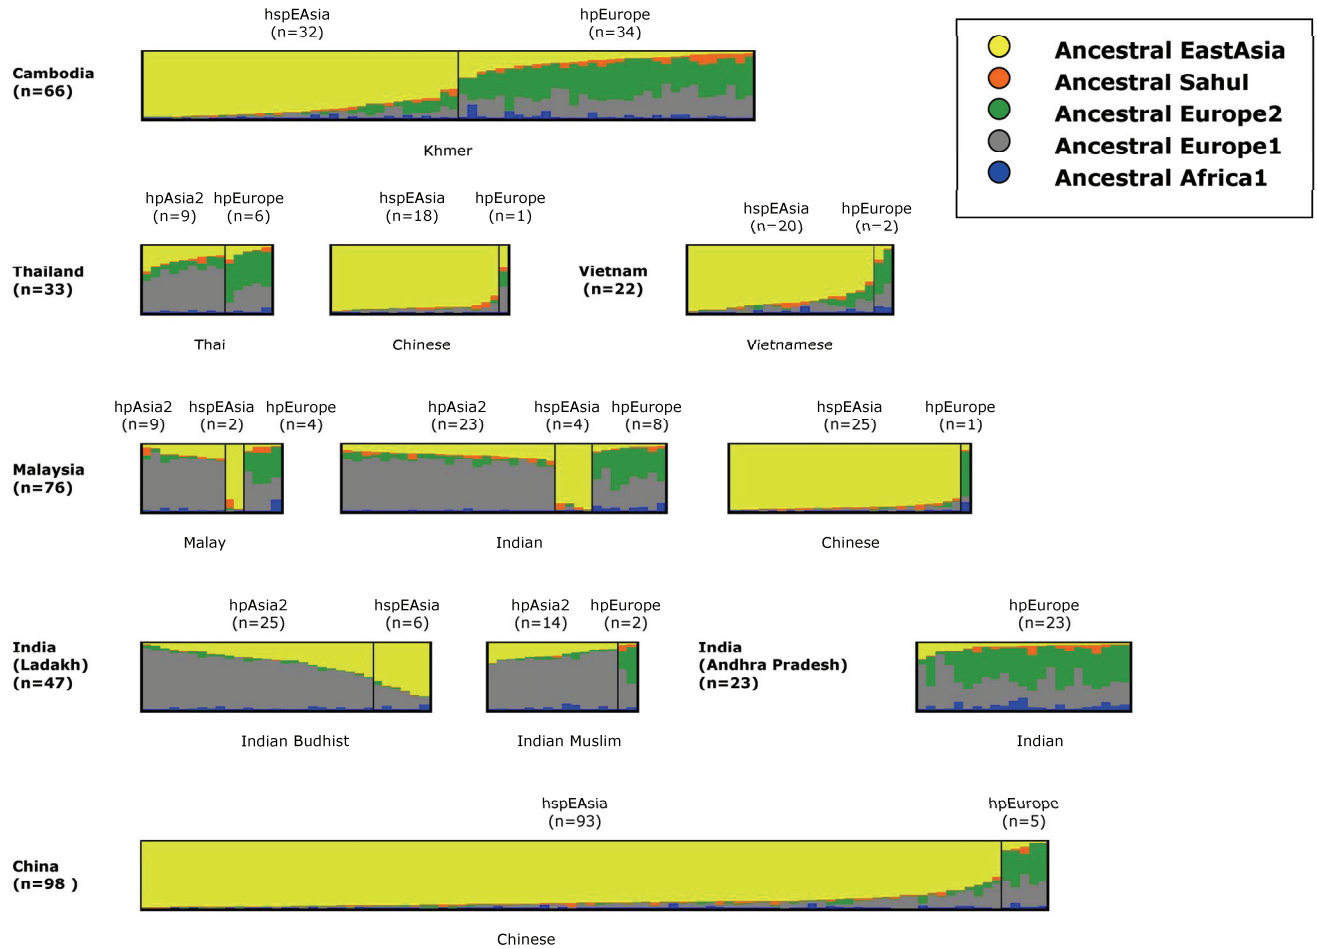 hspEAsia
(n=32)
hpEurope
(n=34)
Cambodia
(n=66)
Khmer
Ancestral EastAsia
Ancestral Sahul
Ancestral Europe2
Ancestral Europe1
Ancestral Africa1
hpAsia2
(n=9)
hpEurope
(n=6)
hspEAsia
(n=18)
hpEurope
(n=1)
hspEAsia
(n=20)
hpEurope
(n=2)
Thailand
(n=33)
Thai
Chinese
Vietnam
(n=22)
Vietnamese
hpAsia2
(n=9)
hspEAsia
(n=2)
hpEurope
(n=4)
hpAsia2
(n=23)
hspEAsia
(n=4)
hpEurope
(n=8)
hspEAsia
(n=25)
hpEurope
(n=1)
Malaysia
(n=76)
Malay
Indian
Chinese
hpAsia2
(n=25)
hspEAsia
(n=6)
hpAsia2
(n=14)
hpEurope
(n=2)
hpEurope
(n=23)
India
(Ladakh)
(n=47)
Indian Budhist
Indian Muslim
India
(Andhra Pradesh)
(n=23)
Indian
hspEAsia
(n=93)
hpEurope
(n=5)
China
(n=98 )
Chinese